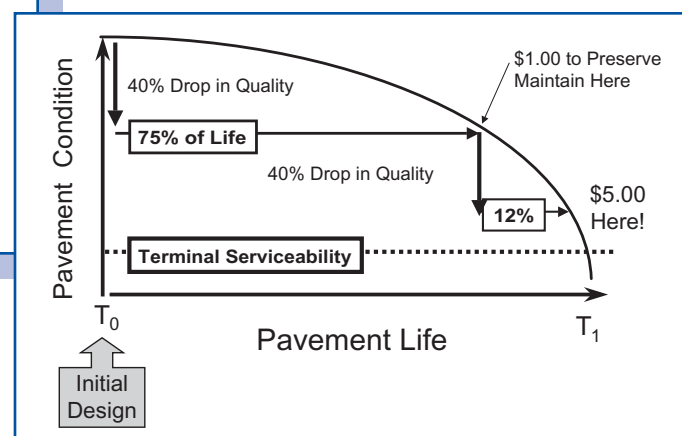 Pavement Condition
40% Drop in Quality
$1.00 to Preserve
Maintain Here
75% of Life
40% Drop in Quality
12%
$5.00
Here!
Terminal Serviceability
T0
Pavement Life
T1
Initial
Design